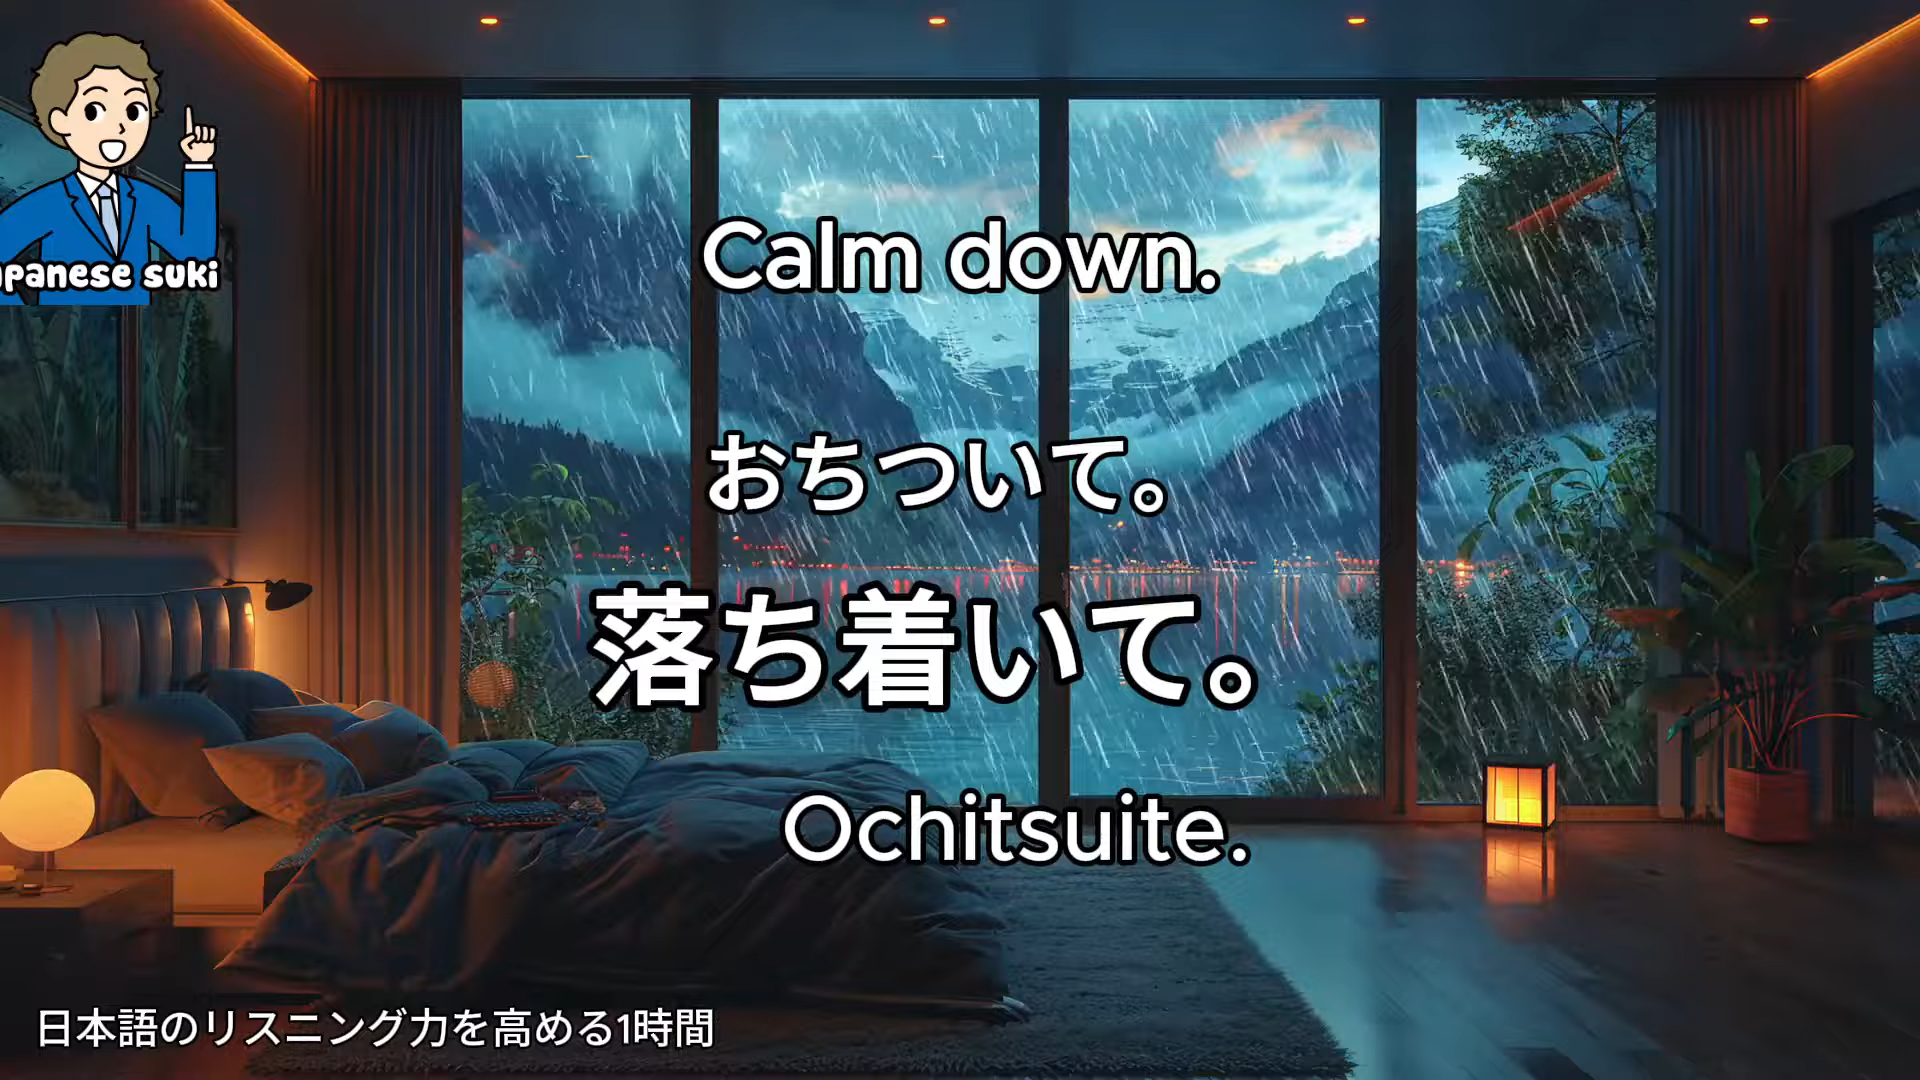 apanese suki
Calm down.
おちついて。
落ち着いて。
Ochitsuite.
日本語のリスニング力を高める1時間